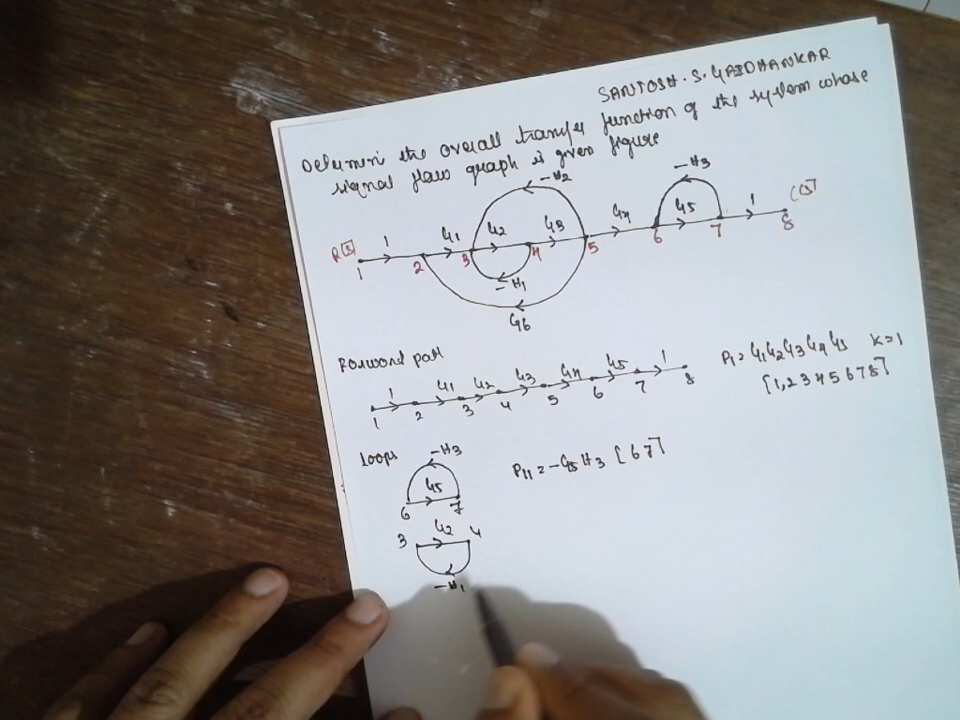 SANTOSH.S.GAIDHANKAR
Determin the overall transfer function of the system whose
signal flow graph is given figure
-H2
-H3
R(s) 1 G1 G2 G3 G4 G5 1 C(s)
1 2 3 4 5 6 7 8
-H1
G6
Forward path
1 G1 G2 G3 G4 G5 1
1 2 3 4 5 6 7 8
P1 = G1G2G3G4G5 K=1
[1,2 3 4 5 6 7 8]
Loops
-H3
G5
6 7
P11 = -G5H3 [6 7]
3 G2 4
-H1